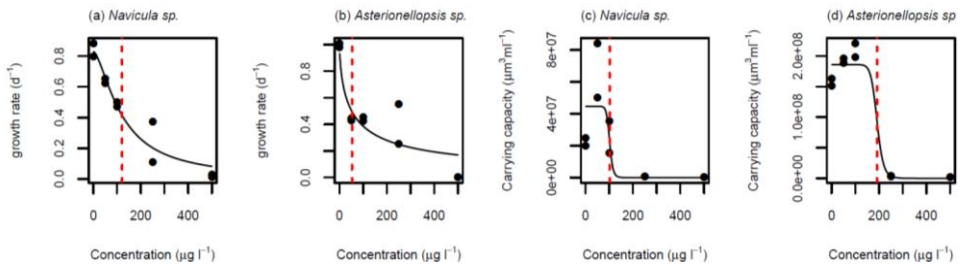 (a) Navicula sp.
(b) Asterionellopsis sp.
(c) Navicula sp.
(d) Asterionellopsis sp
growth rate (d⁻¹)
0.0 0.2 0.4 0.6 0.8
0 200 400
Concentration (μg l⁻¹)
growth rate (d⁻¹)
0.0 0.4 0.8
0 200 400
Concentration (μg l⁻¹)
Carrying capacity (μm³ml⁻¹)
0e+00 4e+07 8e+07
0 200 400
Concentration (μg l⁻¹)
Carrying capacity (μm³ml⁻¹)
0.0e+00 1.0e+08 2.0e+08
0 200 400
Concentration (μg l⁻¹)